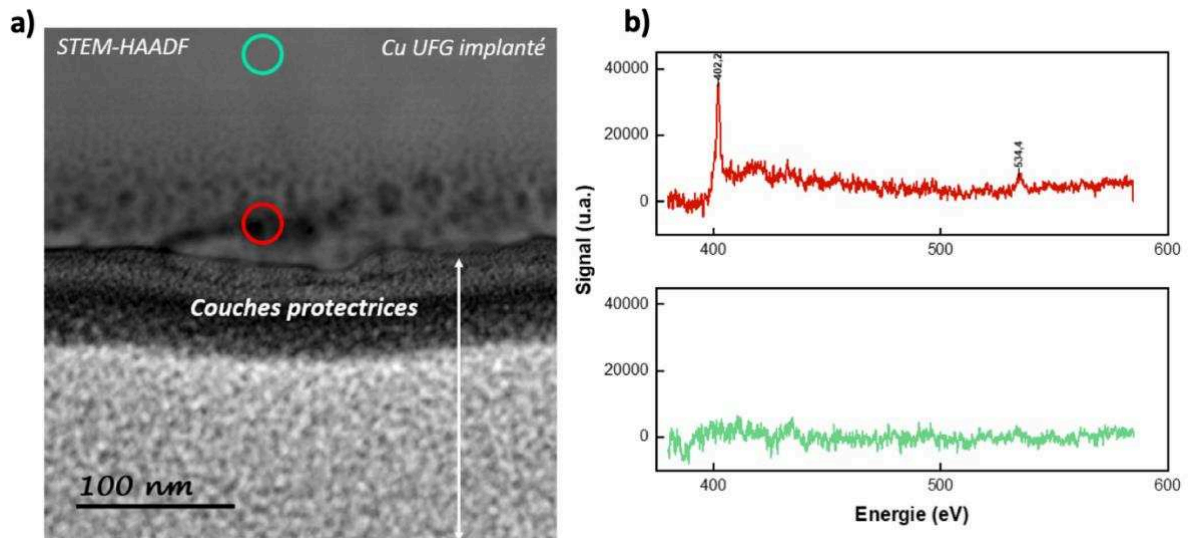 a)
STEM-HAADF
Cu UFG implanté
Couches protectrices
100 nm
b)
Signal (u.a.)
40000
20000
0
402,2
534,4
400
500
600
40000
20000
0
400
500
600
Energie (eV)